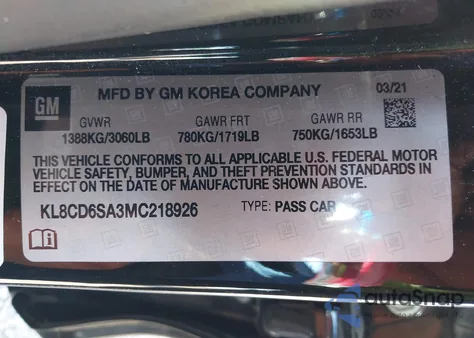 MFD BY GM KOREA COMPANY 03/21
GM
GVWR GAWR FRT GAWR RR
1388KG/3060LB 780KG/1719LB 750KG/1653LB
THIS VEHICLE CONFORMS TO ALL APPLICABLE U.S. FEDERAL MOTOR
VEHICLE SAFETY, BUMPER, AND THEFT PREVENTION STANDARDS IN
EFFECT ON THE DATE OF MANUFACTURE SHOWN ABOVE.
KL8CD6SA3MC218926 TYPE: PASS CAR
autoSnap